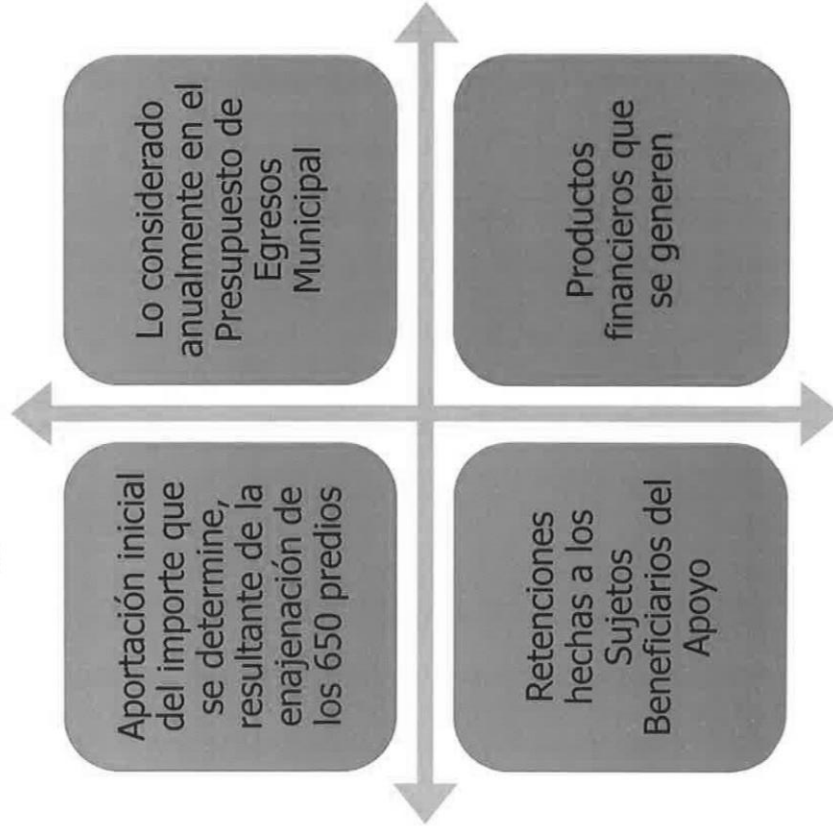 Aportación inicial
del importe que
se determine,
resultante de la
enajenación de
los 650 predios
Lo considerado
anualmente en el
Presupuesto de
Egresos
Municipal
Retenciones
hechas a los
Sujetos
Beneficiarios del
Apoyo
Productos
financieros que
se generen